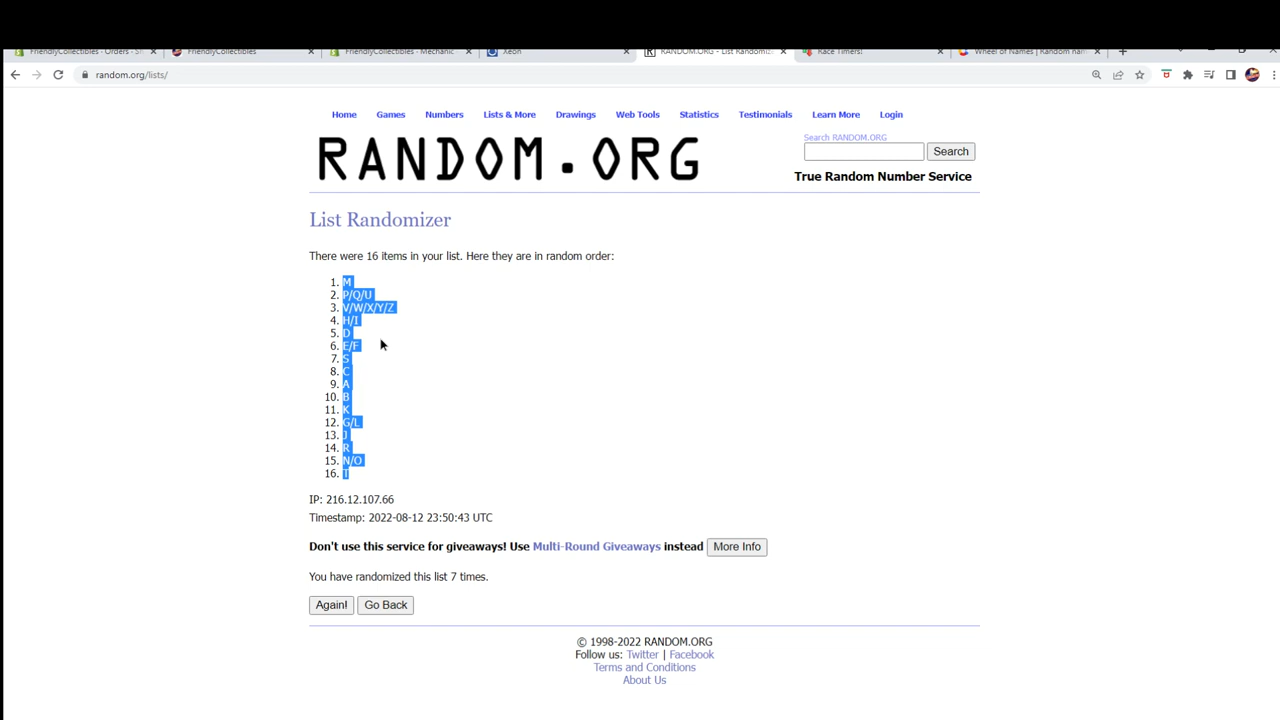 FriendlyCollectibles - Orders - Sh
FriendlyCollectibles
FriendlyCollectibles - Mechanic -
Xeon
RANDOM.ORG - List Randomiz
Race Timers!
Wheel of Names | Random nam
random.org/lists/
Home Games Numbers Lists & More Drawings Web Tools Statistics Testimonials Learn More Login
RANDOM.ORG
Search RANDOM.ORG
Search
True Random Number Service
List Randomizer
There were 16 items in your list. Here they are in random order:
1. M
2. P/Q/U
3. V/W/X/Y/Z
4. H/I
5. D
6. E/F
7. S
8. C
9. A
10. B
11. K
12. G/L
13. J
14. R
15. N/O
16. T
IP: 216.12.107.66
Timestamp: 2022-08-12 23:50:43 UTC
Don't use this service for giveaways! Use Multi-Round Giveaways instead More Info
You have randomized this list 7 times.
Again! Go Back
© 1998-2022 RANDOM.ORG
Follow us: Twitter | Facebook
Terms and Conditions
About Us